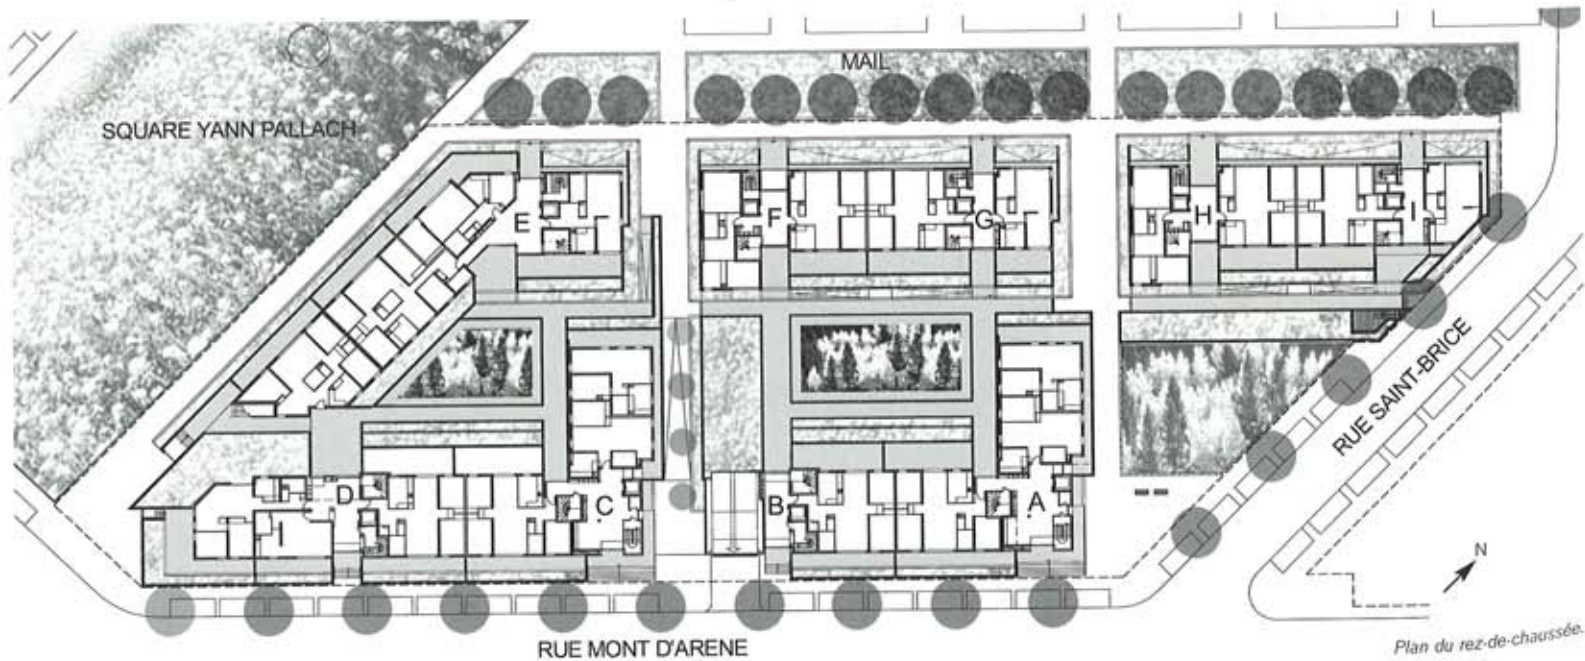 MAIL
SQUARE YANN PALLACH
E
F
G
H
I
D
C
B
A
RUE SAINT-BRICE
N
RUE MONT D'ARENE
Plan du rez-de-chaussée.